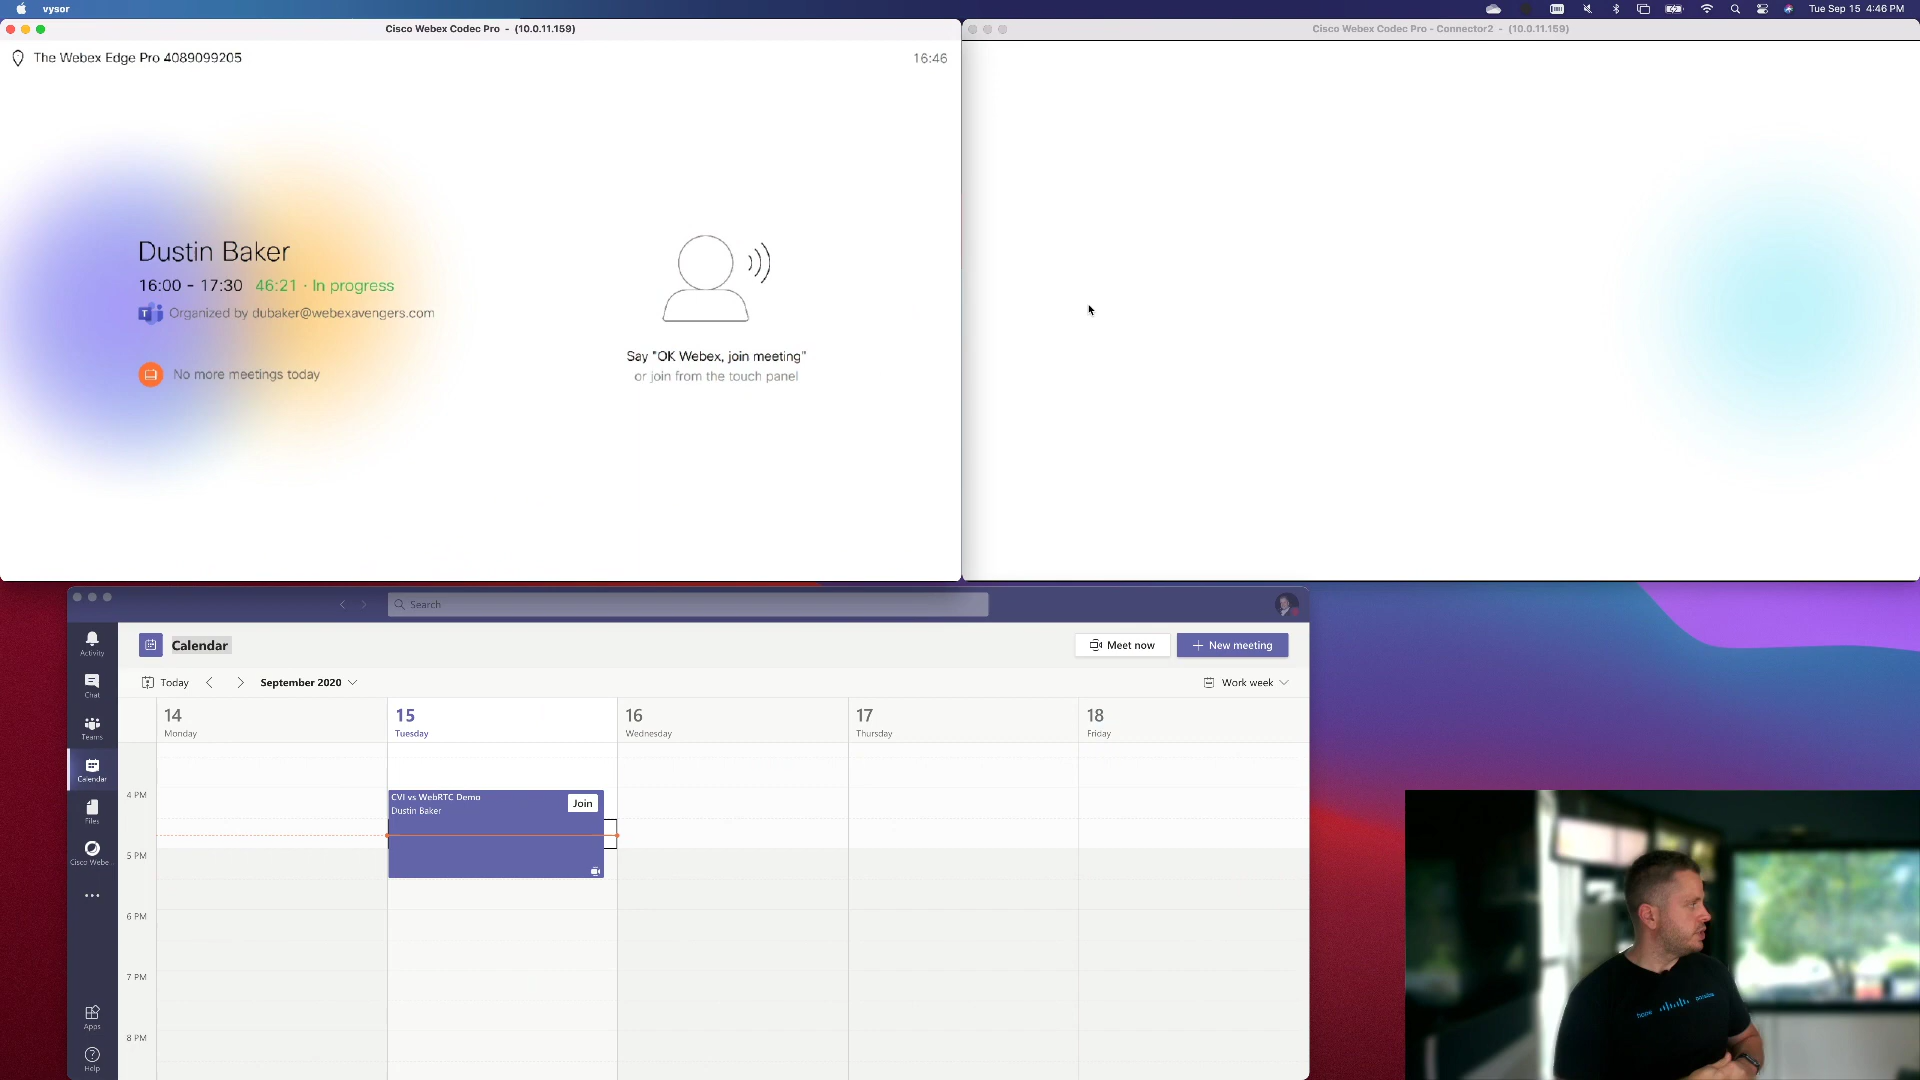 vysor
Tue Sep 15 4:46 PM
Cisco Webex Codec Pro - (10.0.11.159)
Cisco Webex Codec Pro - Connector2 - (10.0.11.159)
The Webex Edge Pro 4089099205
16:46
Dustin Baker
16:00 - 17:30 46:21 · In progress
Organized by dubaker@webexavengers.com
No more meetings today
Say "OK Webex, join meeting"
or join from the touch panel
Search
Activity
Chat
Teams
Calendar
Files
Cisco Webe
Apps
Help
Calendar
Meet now
+ New meeting
Today
September 2020
Work week
14
Monday
15
Tuesday
16
Wednesday
17
Thursday
18
Friday
4 PM
5 PM
6 PM
7 PM
8 PM
CVI vs WebRTC Demo
Dustin Baker
Join